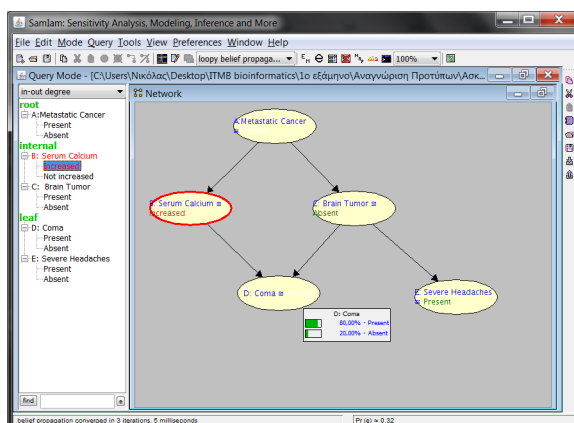 SamIam: Sensitivity Analysis, Modeling, Inference and More
File Edit Mode Query Tools View Preferences Window Help
loopy belief propaga... 100%
Query Mode - [C:\Users\Νικόλας\Desktop\ITMB bioinformatics\1ο εξάμηνο\Αναγνώριση Προτύπων\Ασκ...
in-out degree
Network
root
A:Metastatic Cancer
Present
Absent
internal
B: Serum Calcium
Increased
Not increased
C: Brain Tumor
Present
Absent
leaf
D: Coma
Present
Absent
E: Severe Headaches
Present
Absent
A:Metastatic Cancer
B: Serum Calcium
Increased
C: Brain Tumor
Absent
D: Coma
E: Severe Headaches
Present
D: Coma
80,00% - Present
20,00% - Absent
find
belief propagation converged in 3 iterations, 5 milliseconds
Pr (e) ≈ 0.32